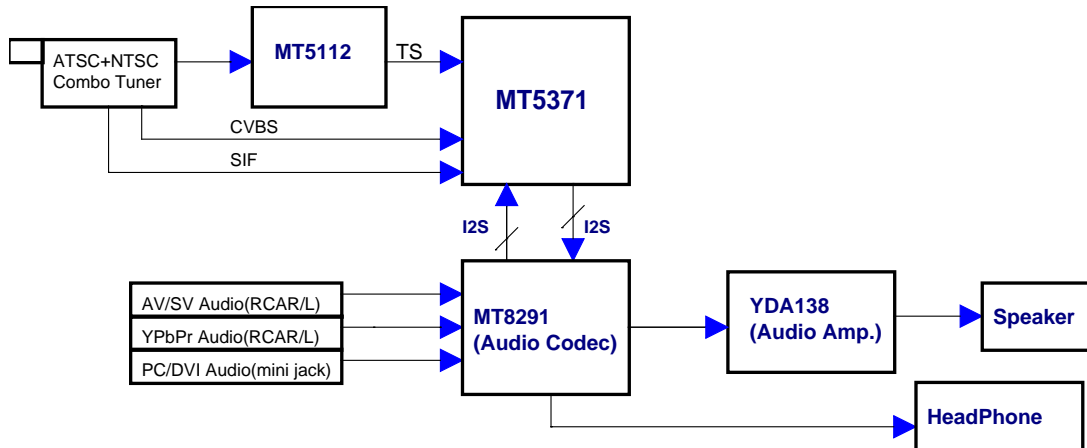 ATSC+NTSC
Combo Tuner
MT5112
TS
MT5371
CVBS
SIF
I2S
I2S
AV/SV Audio(RCAR/L)
YPbPr Audio(RCAR/L)
PC/DVI Audio(mini jack)
MT8291
(Audio Codec)
YDA138
(Audio Amp.)
Speaker
HeadPhone